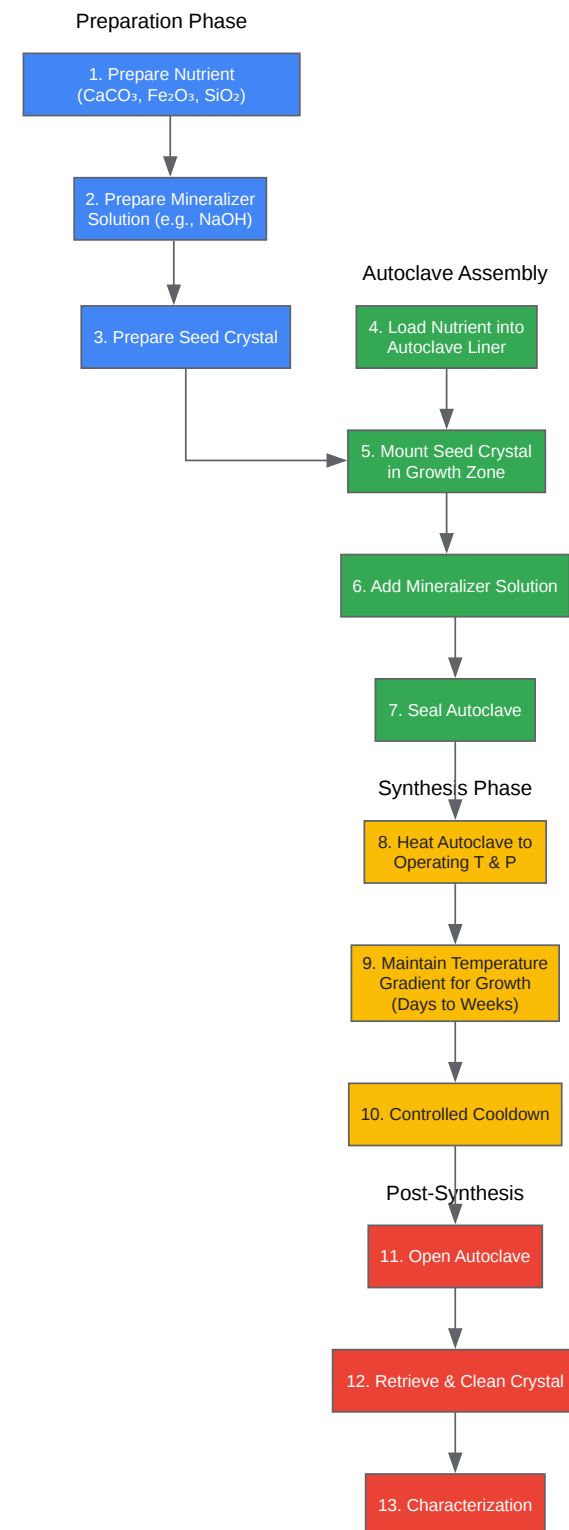 Preparation Phase
1. Prepare Nutrient
(CaCO₃, Fe₂O₃, SiO₂)
2. Prepare Mineralizer
Solution (e.g., NaOH)
3. Prepare Seed Crystal
Autoclave Assembly
4. Load Nutrient into
Autoclave Liner
5. Mount Seed Crystal
in Growth Zone
6. Add Mineralizer Solution
7. Seal Autoclave
Synthesis Phase
8. Heat Autoclave to
Operating T & P
9. Maintain Temperature
Gradient for Growth
(Days to Weeks)
10. Controlled Cooldown
Post-Synthesis
11. Open Autoclave
12. Retrieve & Clean Crystal
13. Characterization